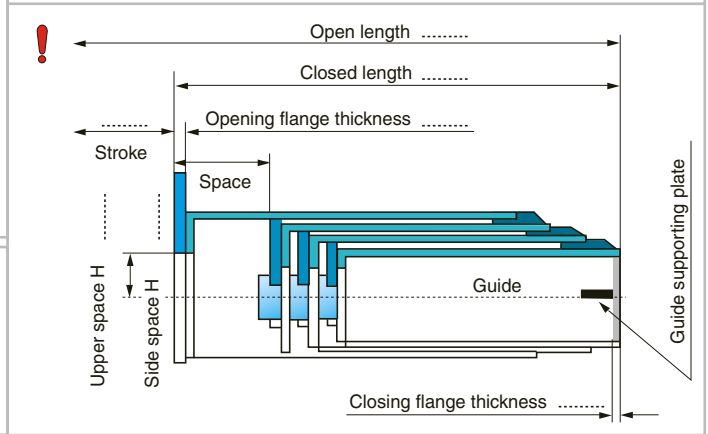 Open length ........
Closed length ........
Opening flange thickness ........
........
Stroke
Space
Upper space H ........
Side space H ........
Guide
Guide supporting plate
Closing flange thickness ........